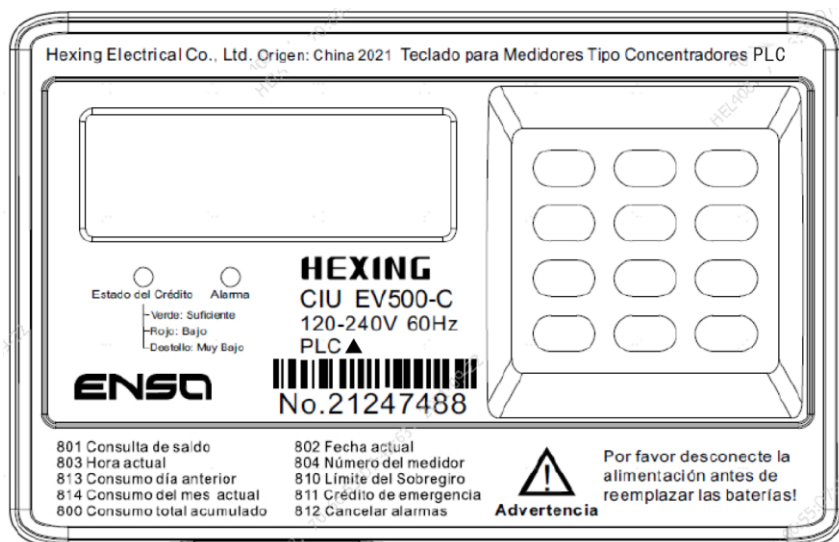 Hexing Electrical Co., Ltd. Origen: China 2021 Teclado para Medidores Tipo Concentradores PLC
HEXING
Estado del Crédito Alarma
CIU EV500-C
Verde: Suficiente
120-240V 60Hz
Rojo: Bajo
PLC▲
Destello: Muy Bajo
ENSA
No.21247488
801 Consulta de saldo
802 Fecha actual
803 Hora actual
804 Número del medidor
813 Consumo día anterior
810 Límite del Sobregiro
814 Consumo del mes actual
811 Crédito de emergencia
800 Consumo total acumulado
812 Cancelar alarmas
Advertencia
Por favor desconecte la
alimentación antes de
reemplazar las baterías!